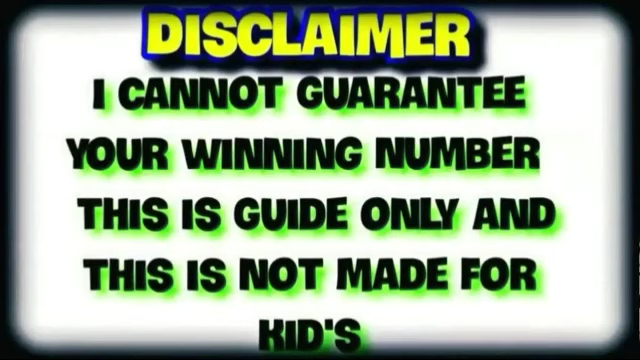 DISCLAIMER
I CANNOT GUARANTEE
YOUR WINNING NUMBER
THIS IS GUIDE ONLY AND
THIS IS NOT MADE FOR
KID'S